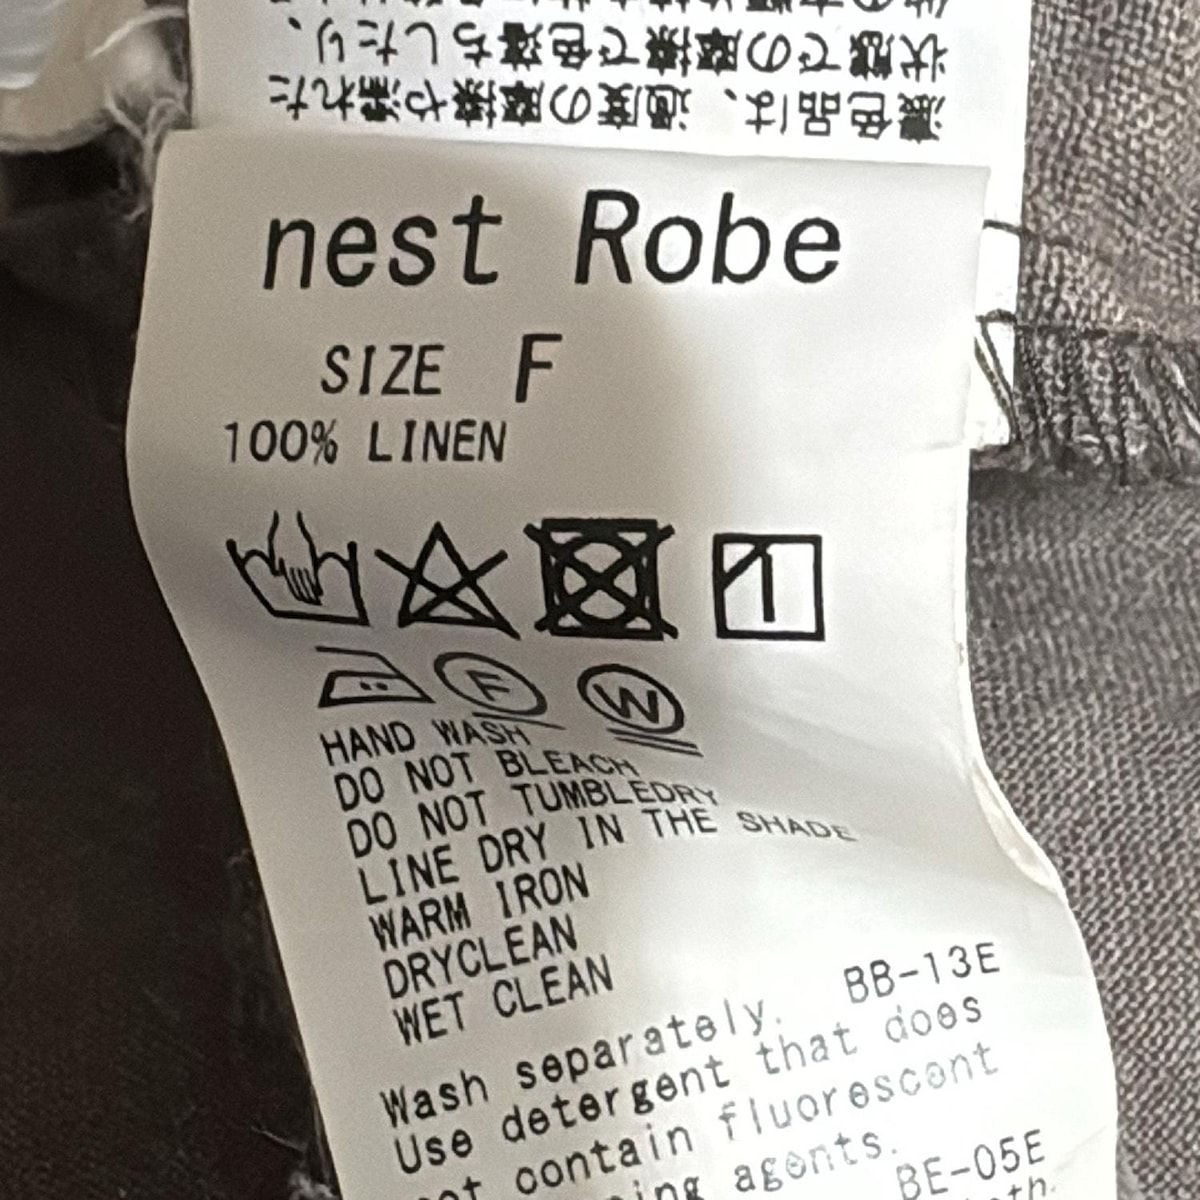 濃色品は、過度の摩擦や濡れた
状態での摩擦で色落ちしたり、
nest Robe
SIZE F
100% LINEN
F W
HAND WASH
DO NOT BLEACH
DO NOT TUMBLEDRY
LINE DRY IN THE SHADE
WARM IRON
DRYCLEAN
WET CLEAN
BB-13E
Wash separately.
Use detergent that does
not contain fluorescent
agents.
BE-05E